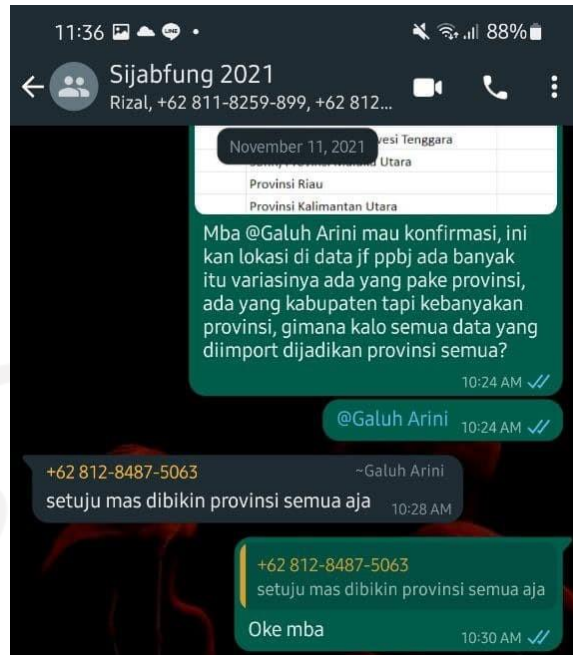 11:36 88%
Sijabfung 2021
Rizal, +62 811-8259-899, +62 812...
November 11, 2021
vesi Tenggara
Utara
Provinsi Riau
Provinsi Kalimantan Utara
Mba @Galuh Arini mau konfirmasi, ini
kan lokasi di data jf ppbj ada banyak
itu variasinya ada yang pake provinsi,
ada yang kabupaten tapi kebanyakan
provinsi, gimana kalo semua data yang
diimport dijadikan provinsi semua?
10:24 AM
@Galuh Arini 10:24 AM
+62 812-8487-5063 ~Galuh Arini
setuju mas dibikin provinsi semua aja 10:28 AM
+62 812-8487-5063
setuju mas dibikin provinsi semua aja
Oke mba 10:30 AM